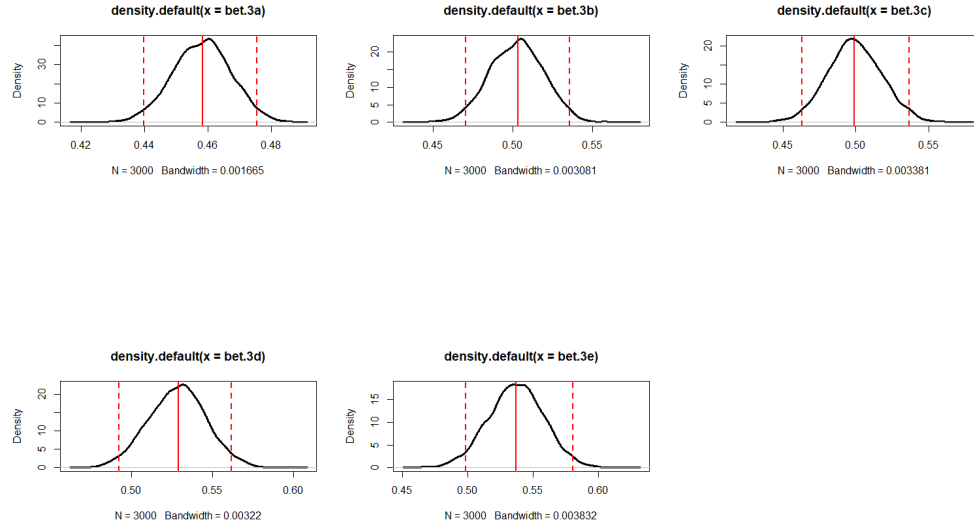 density.default(x = bet.3a)
Density
0 10 30
0.42 0.44 0.46 0.48
N = 3000 Bandwidth = 0.001665
density.default(x = bet.3b)
Density
0 5 10 20
0.45 0.50 0.55
N = 3000 Bandwidth = 0.003081
density.default(x = bet.3c)
Density
0 5 10 20
0.45 0.50 0.55
N = 3000 Bandwidth = 0.003381
density.default(x = bet.3d)
Density
0 5 10 20
0.50 0.55 0.60
N = 3000 Bandwidth = 0.00322
density.default(x = bet.3e)
Density
0 5 10 15
0.45 0.50 0.55 0.60
N = 3000 Bandwidth = 0.003832